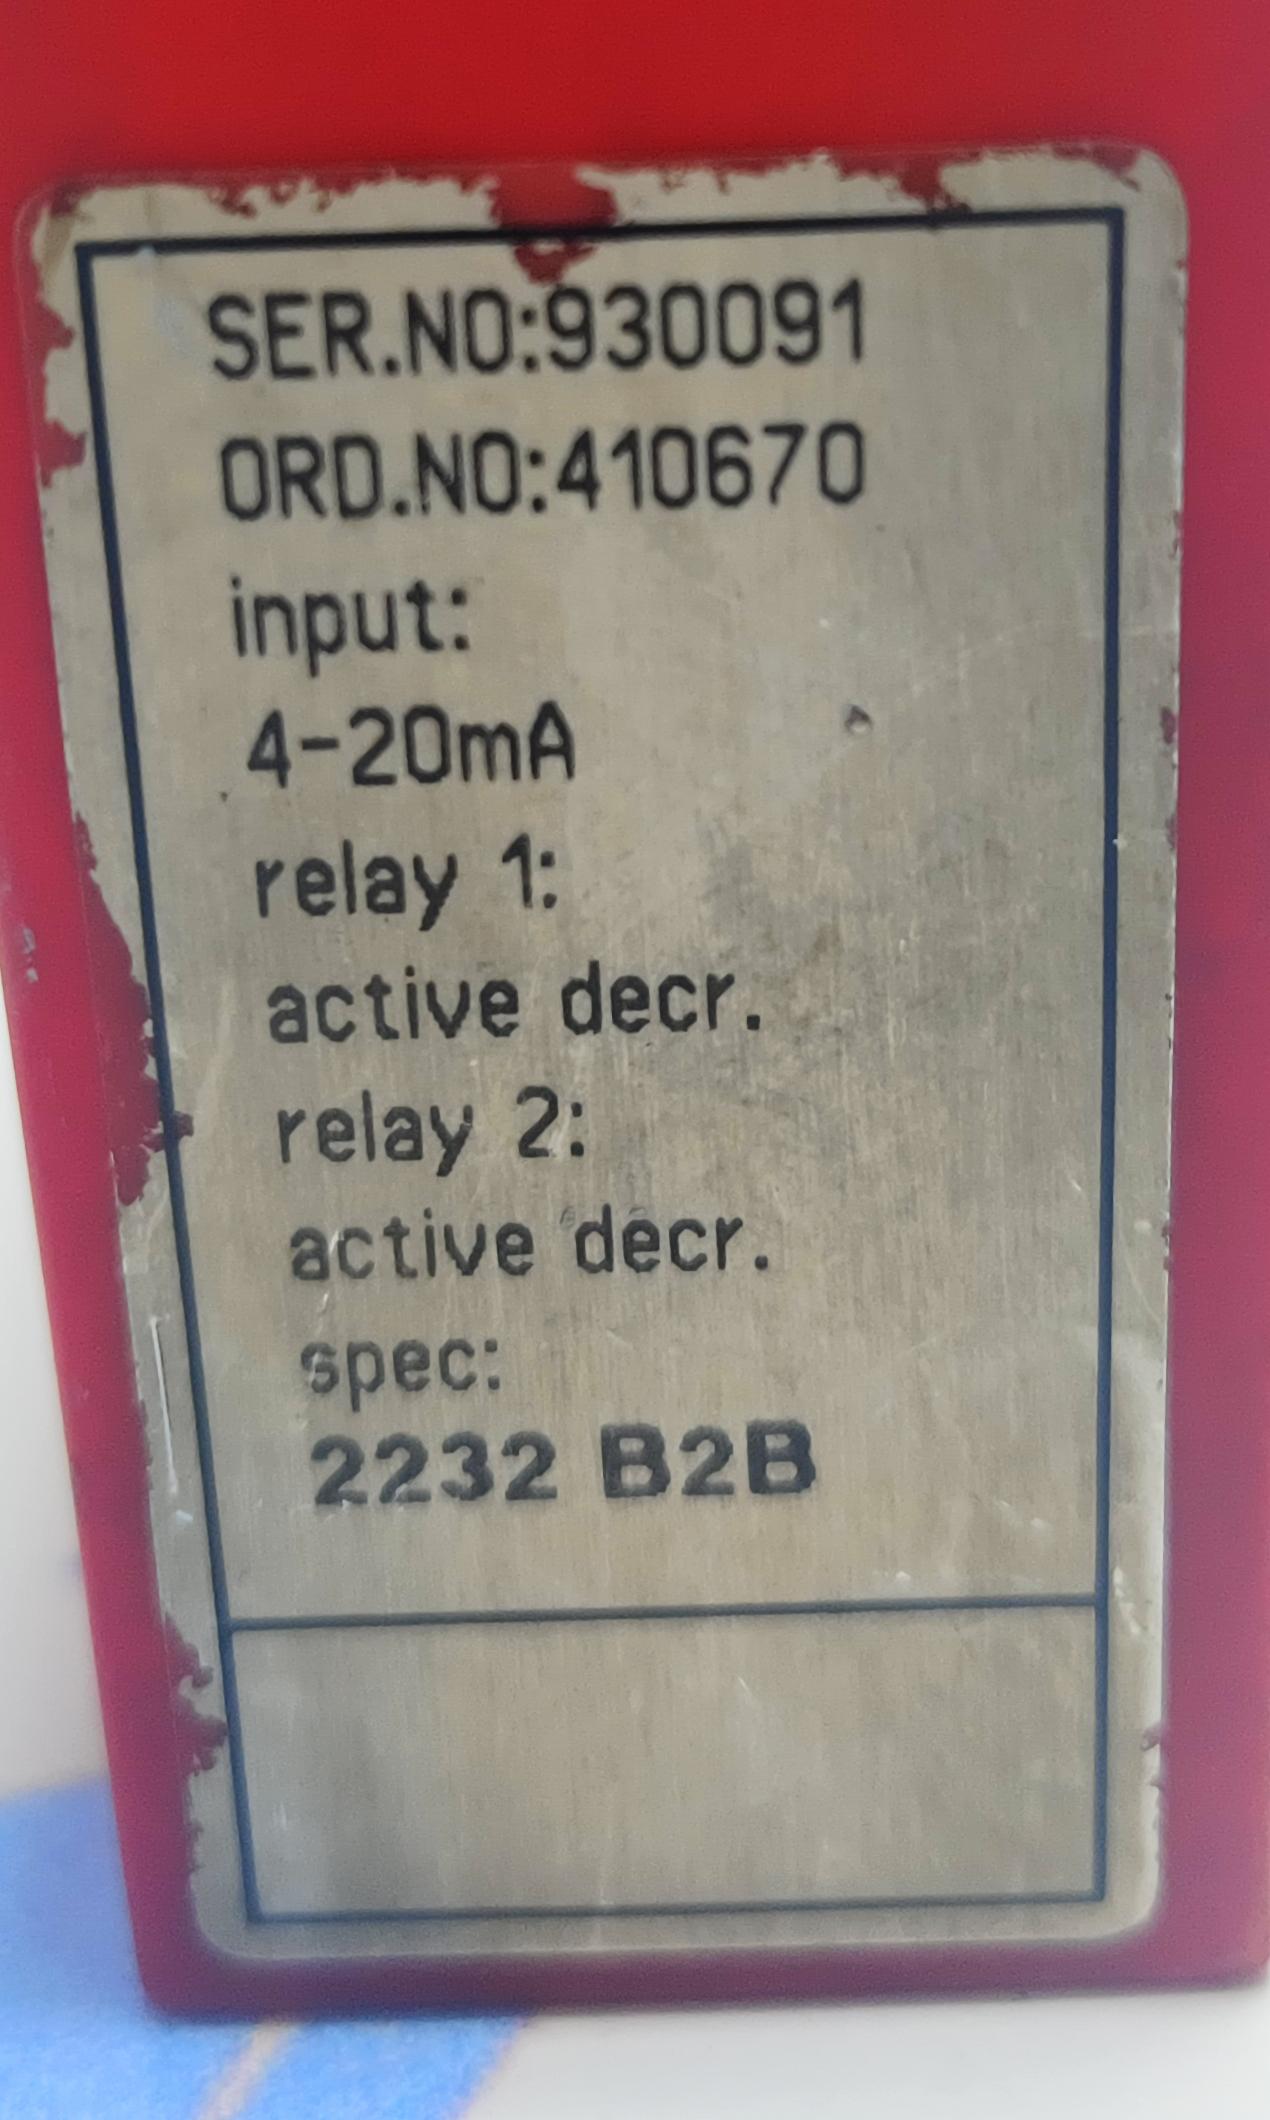 SER.NO:930091
ORD.NO:410670
input:
4-20mA
relay 1:
active decr.
relay 2:
active decr.
spec:
2232 B2B